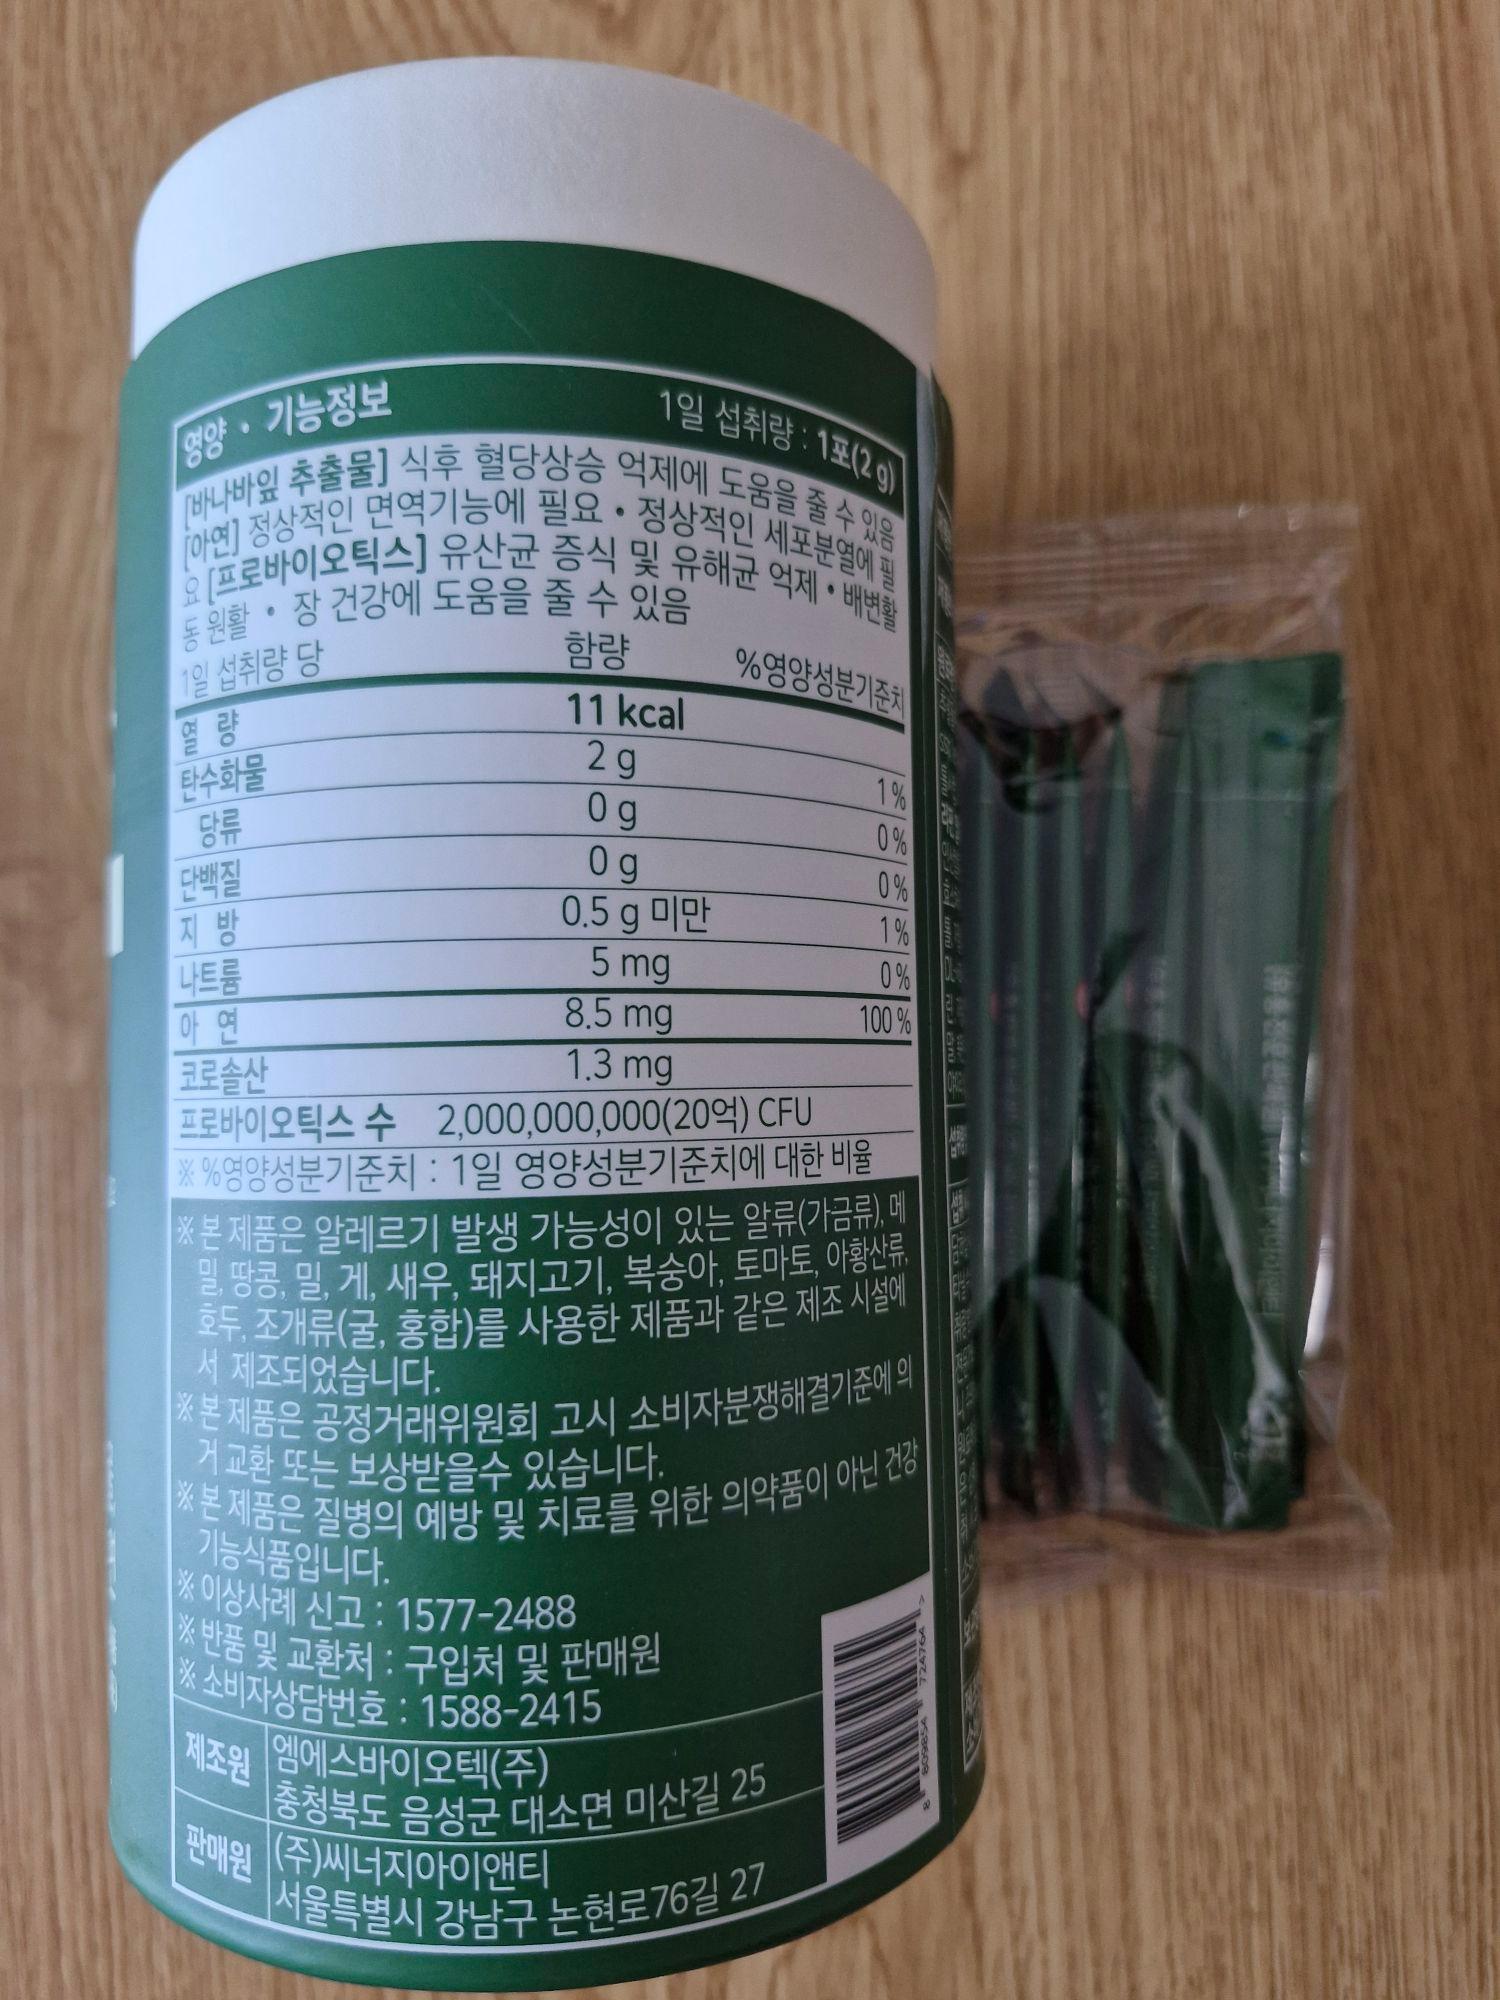 영양·기능정보 1일 섭취량 : 1포(2 g)
[바나바잎 추출물] 식후 혈당상승 억제에 도움을 줄 수 있음
[아연] 정상적인 면역기능에 필요 • 정상적인 세포분열에 필
요 [프로바이오틱스] 유산균 증식 및 유해균 억제 • 배변활
동 원활 • 장 건강에 도움을 줄 수 있음
1일 섭취량 당 함량 %영양성분기준치
열 량 11 kcal
탄수화물 2 g 1 %
당류 0 g 0 %
단백질 0 g 0 %
지 방 0.5 g 미만 1 %
나트륨 5 mg 0 %
아 연 8.5 mg 100 %
코로솔산 1.3 mg
프로바이오틱스 수 2,000,000,000(20억) CFU
※ %영양성분기준치 : 1일 영양성분기준치에 대한 비율
※ 본 제품은 알레르기 발생 가능성이 있는 알류(가금류), 메
밀, 땅콩, 밀, 게, 새우, 돼지고기, 복숭아, 토마토, 아황산류,
호두, 조개류(굴, 홍합)를 사용한 제품과 같은 제조 시설에
서 제조되었습니다.
※ 본 제품은 공정거래위원회 고시 소비자분쟁해결기준에 의
거 교환 또는 보상받을수 있습니다.
※ 본 제품은 질병의 예방 및 치료를 위한 의약품이 아닌 건강
기능식품입니다.
※ 이상사례 신고 : 1577-2488
※ 반품 및 교환처 : 구입처 및 판매원
※ 소비자상담번호 : 1588-2415
제조원 엠에스바이오텍(주)
충청북도 음성군 대소면 미산길 25
판매원 (주)씨너지아이앤티
서울특별시 강남구 논현로76길 27
8 809854 724764